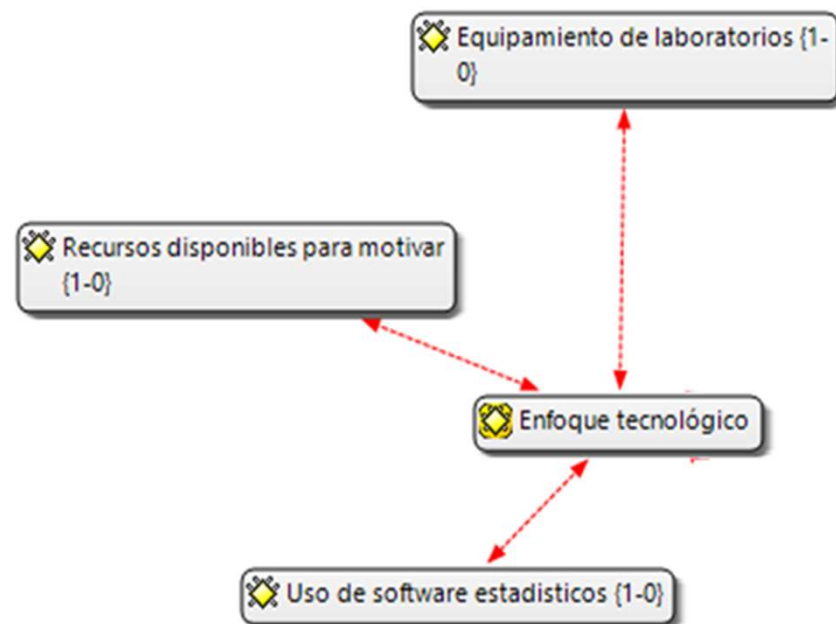 Equipamiento de laboratorios {1-
0}
Recursos disponibles para motivar
{1-0}
Enfoque tecnológico
Uso de software estadisticos {1-0}